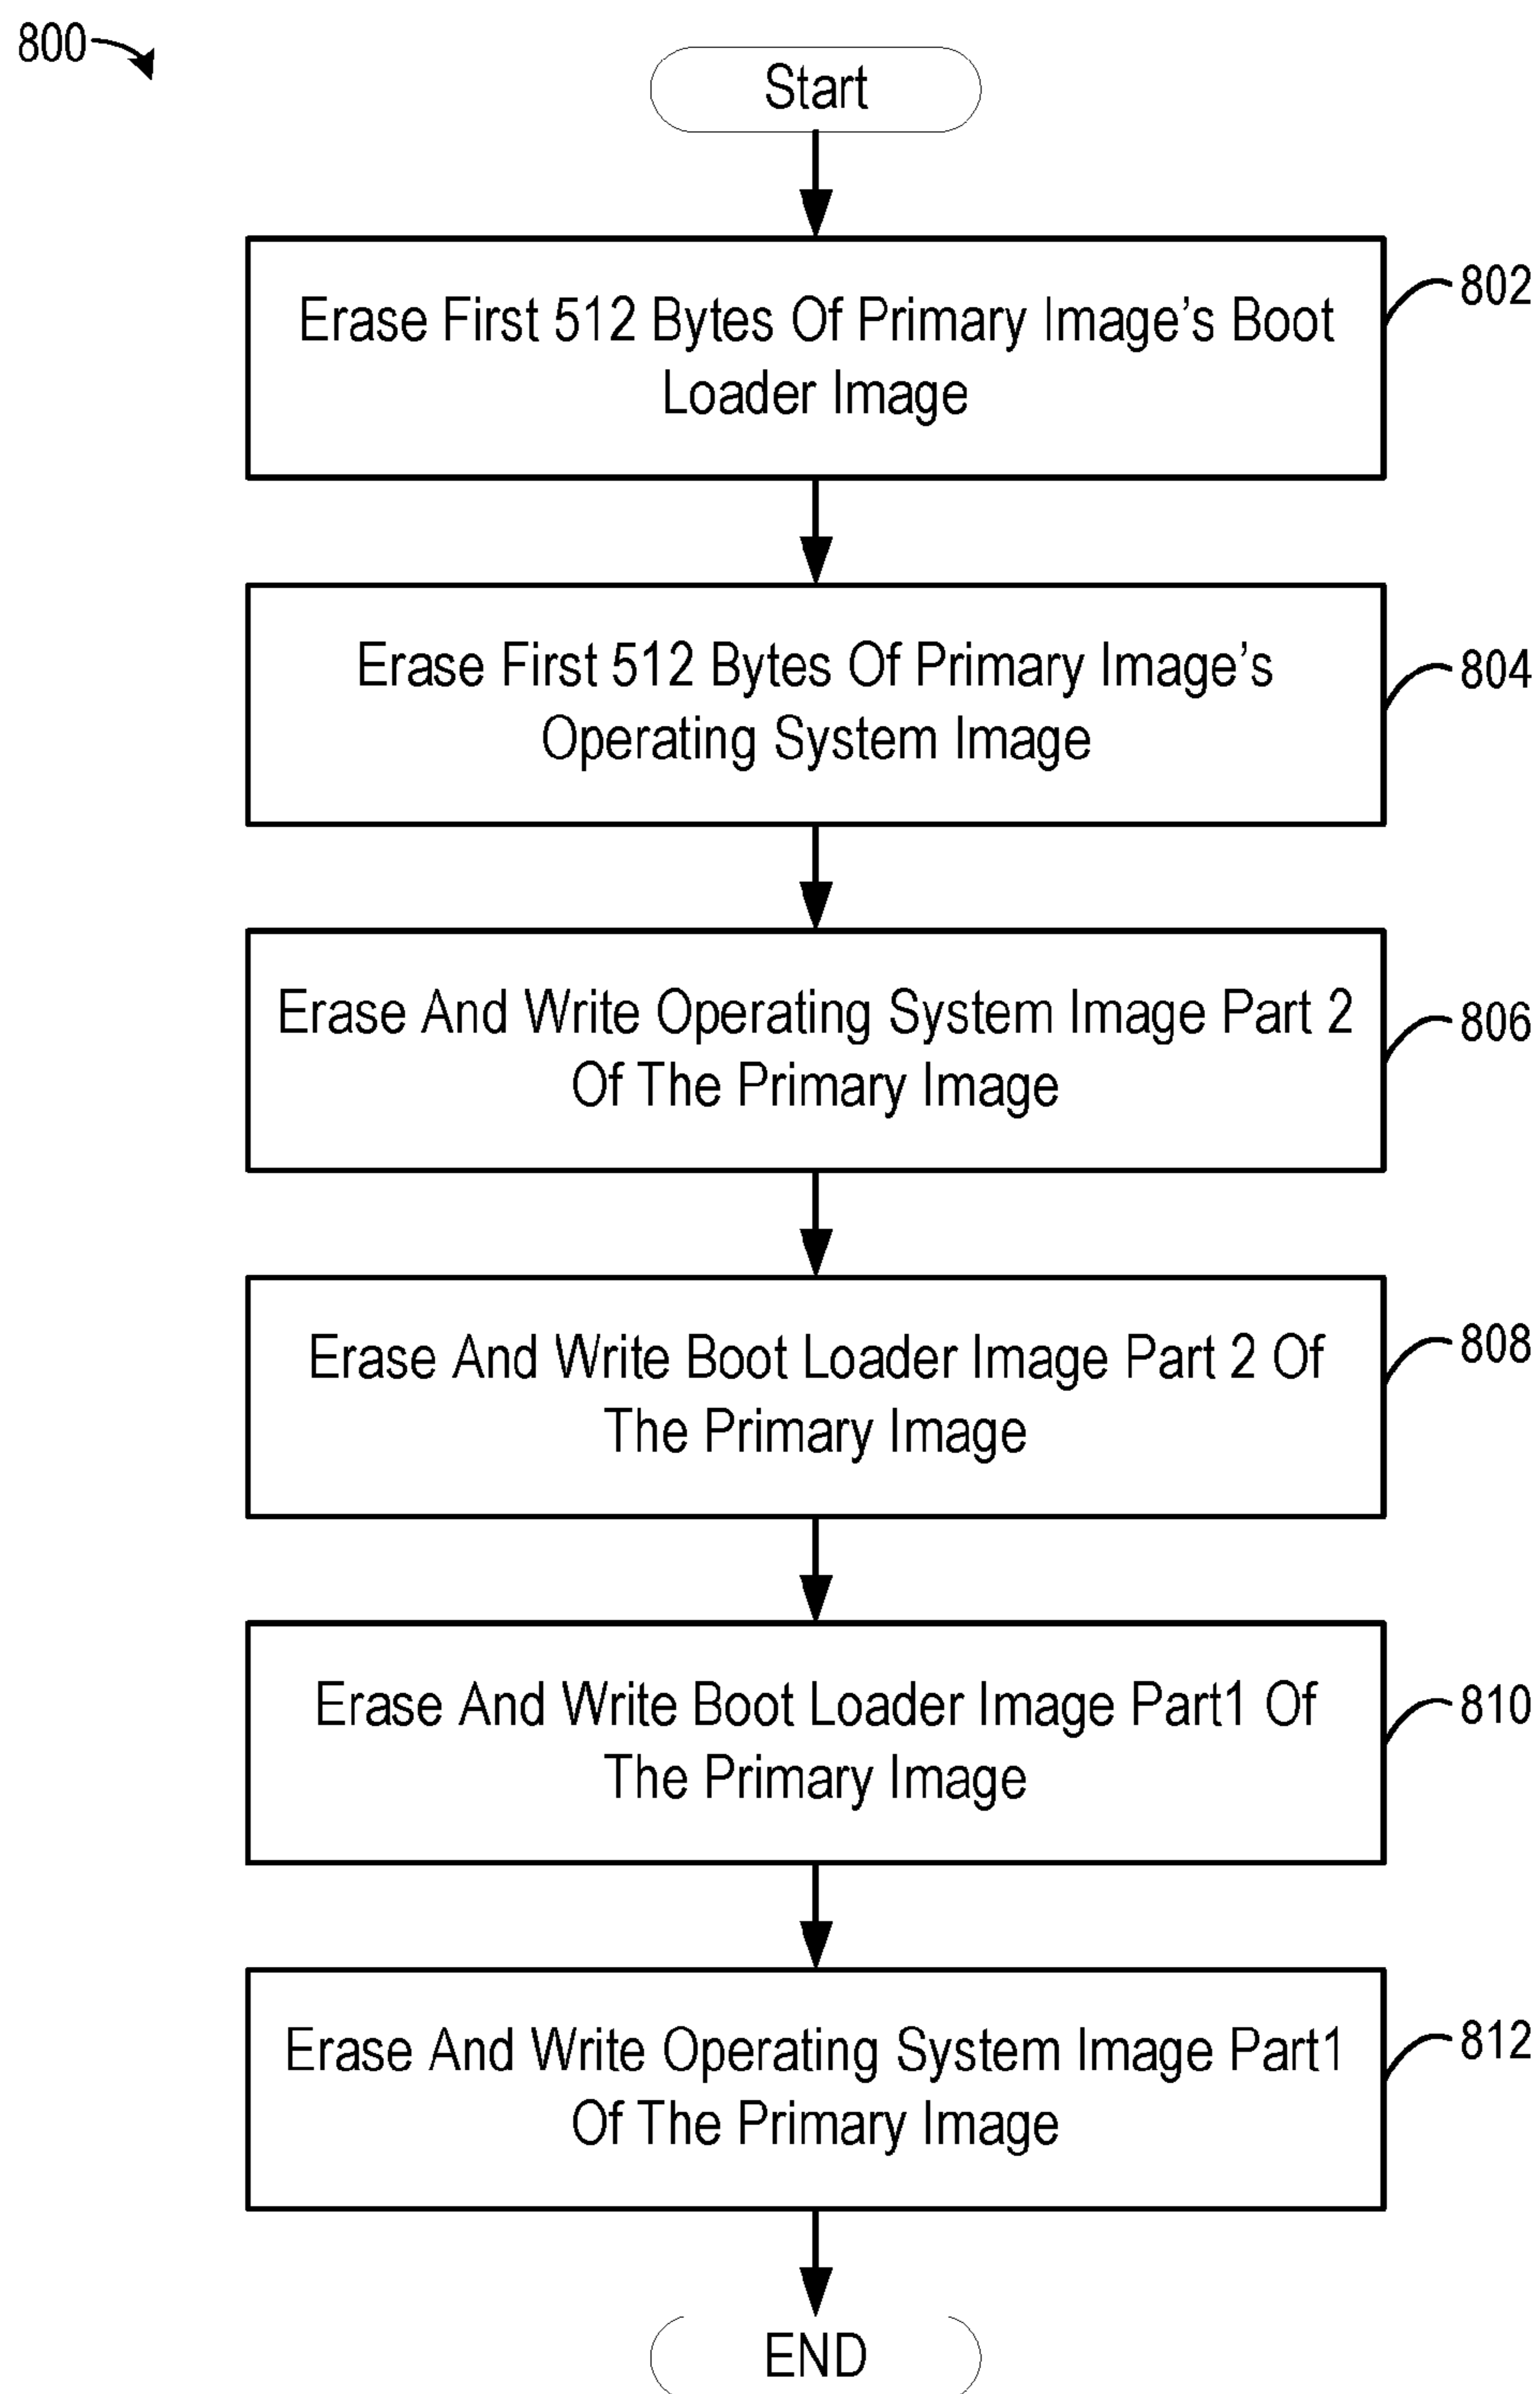 800
Start
Erase First 512 Bytes Of Primary Image's Boot
Loader Image
802
Erase First 512 Bytes Of Primary Image’s
Operating System Image
804
Erase And Write Operating System Image Part 2
Of The Primary Image
806
Erase And Write Boot Loader Image Part 2 Of
The Primary Image
808
Erase And Write Boot Loader Image Part1 Of
The Primary Image
810
Erase And Write Operating System Image Part1
Of The Primary Image
812
END